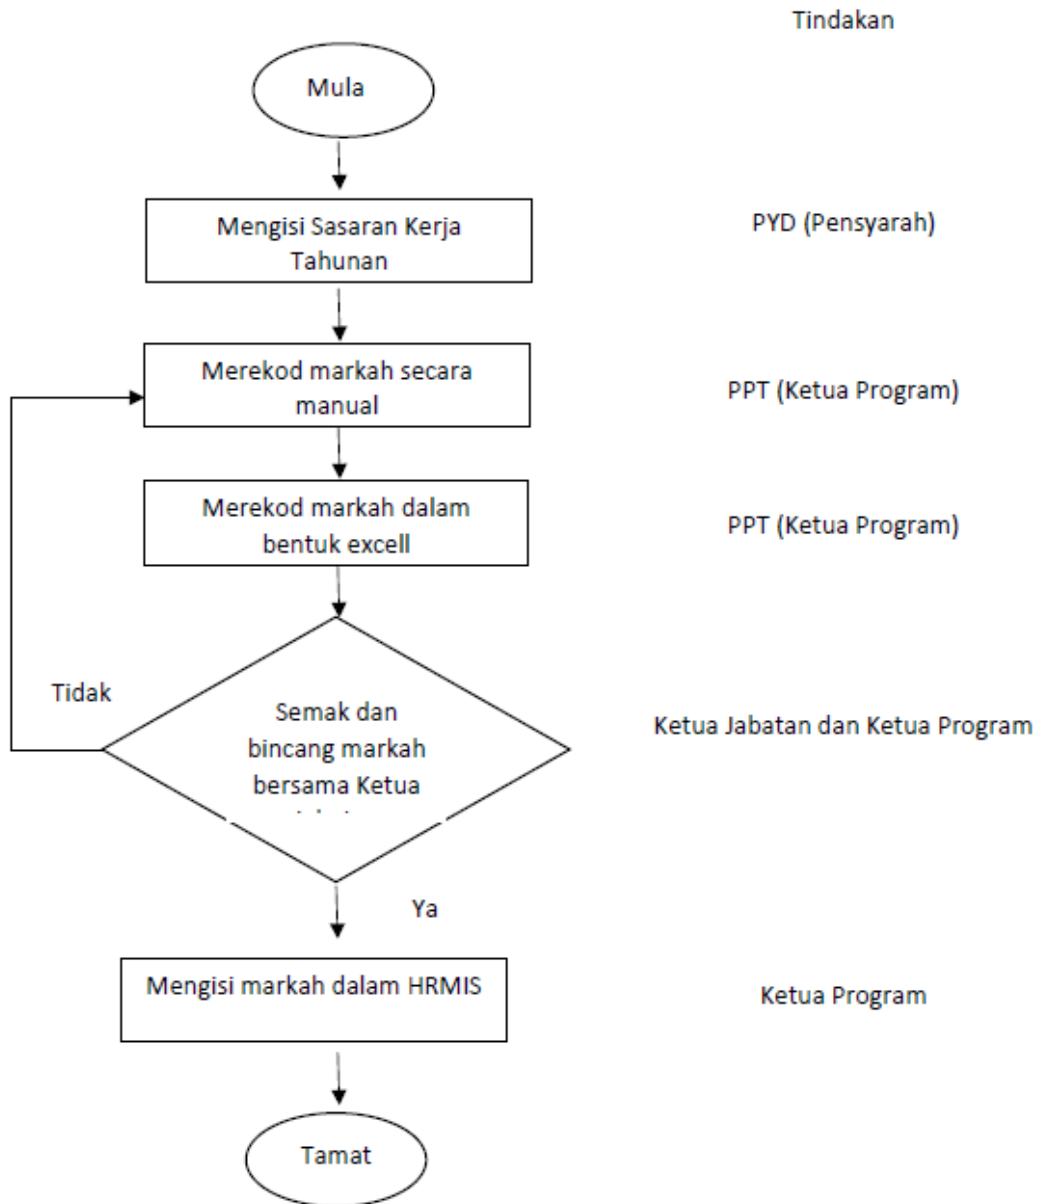 Tindakan
Mula
Mengisi Sasaran Kerja
Tahunan
PYD (Pensyarah)
Merekod markah secara
manual
PPT (Ketua Program)
Merekod markah dalam
bentuk excell
PPT (Ketua Program)
Tidak
Semak dan
bincang markah
bersama Ketua
Ketua Jabatan dan Ketua Program
Ya
Mengisi markah dalam HRMIS
Ketua Program
Tamat